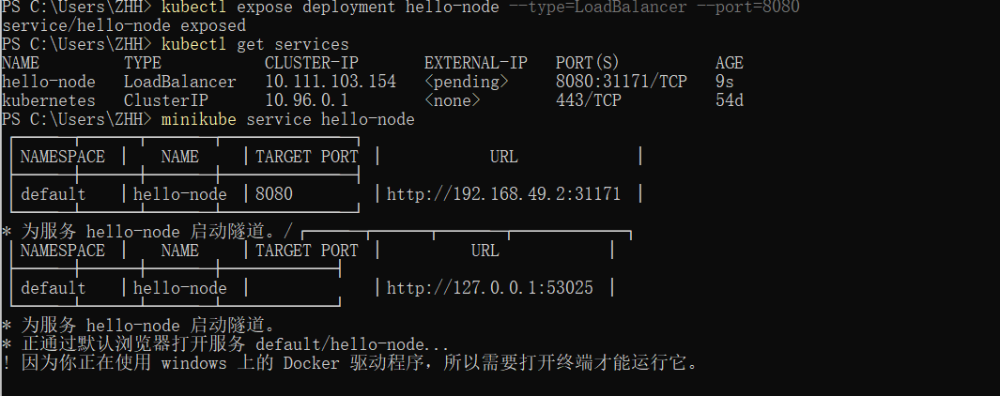 PS C:\Users\ZHH> kubectl expose deployment hello-node --type=LoadBalancer --port=8080
service/hello-node exposed
PS C:\Users\ZHH> kubectl get services
NAME TYPE CLUSTER-IP EXTERNAL-IP PORT(S) AGE
hello-node LoadBalancer 10.111.103.154 <pending> 8080:31171/TCP 9s
kubernetes ClusterIP 10.96.0.1 <none> 443/TCP 54d
PS C:\Users\ZHH> minikube service hello-node
| NAMESPACE | NAME | TARGET PORT | URL |
| default | hello-node | 8080 | http://192.168.49.2:31171 |
* 为服务 hello-node 启动隧道。/
| NAMESPACE | NAME | TARGET PORT | URL |
| default | hello-node | | http://127.0.0.1:53025 |
* 为服务 hello-node 启动隧道。
* 正通过默认浏览器打开服务 default/hello-node...
! 因为你正在使用 windows 上的 Docker 驱动程序，所以需要打开终端才能运行它。